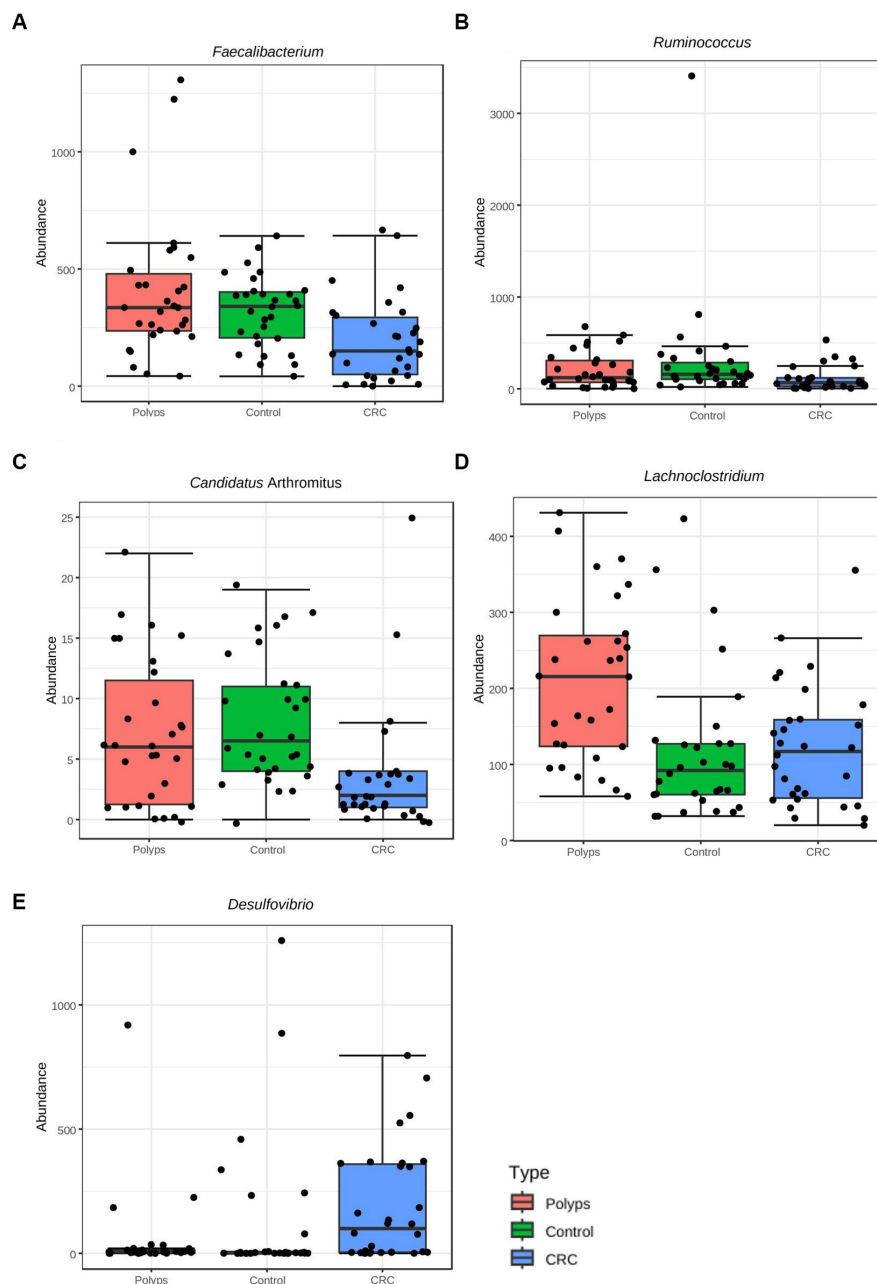 A
Faecalibacterium
1000
500
0
Abundance
Polyps Control CRC
B
Ruminococcus
3000
2000
1000
0
Abundance
Polyps Control CRC
C
Candidatus Arthromitus
25
20
15
10
5
0
Abundance
Polyps Control CRC
D
Lachnoclostridium
400
300
200
100
0
Abundance
Polyps Control CRC
E
Desulfovibrio
1000
500
0
Abundance
Polyps Control CRC
Type
Polyps
Control
CRC